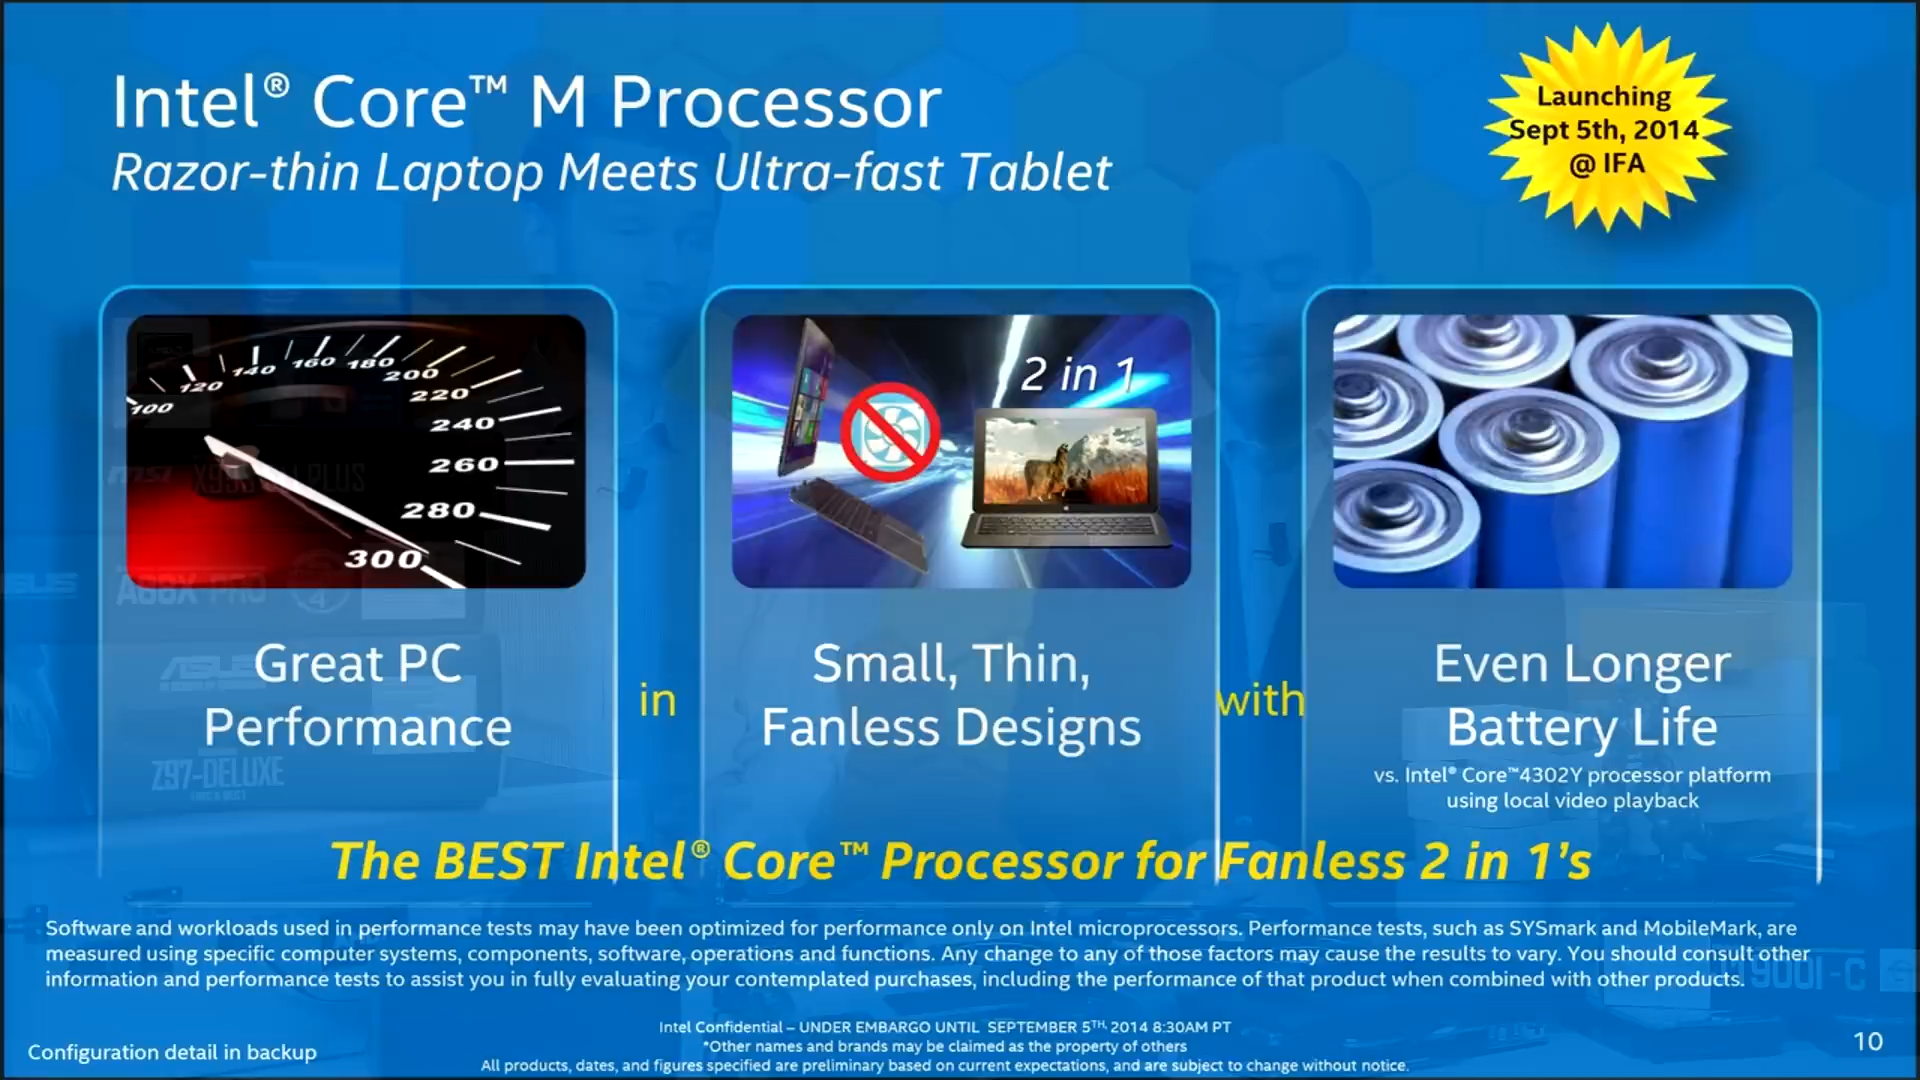 Intel® Core™ M Processor
Razor-thin Laptop Meets Ultra-fast Tablet
Launching
Sept 5th, 2014
@ IFA
100
120
140
160
180
200
220
240
260
280
300
2 in 1
Great PC
Performance
in
Small, Thin,
Fanless Designs
with
Even Longer
Battery Life
vs. Intel® Core™4302Y processor platform
using local video playback
The BEST Intel® Core™ Processor for Fanless 2 in 1’s
Software and workloads used in performance tests may have been optimized for performance only on Intel microprocessors. Performance tests, such as SYSmark and MobileMark, are
measured using specific computer systems, components, software, operations and functions. Any change to any of those factors may cause the results to vary. You should consult other
information and performance tests to assist you in fully evaluating your contemplated purchases, including the performance of that product when combined with other products.
Intel Confidential – UNDER EMBARGO UNTIL SEPTEMBER 5TH, 2014 8:30AM PT
*Other names and brands may be claimed as the property of others
All products, dates, and figures specified are preliminary based on current expectations, and are subject to change without notice.
Configuration detail in backup
10
msi
ASUS
A88X-PRO
ASUS
Z97-DELUXE